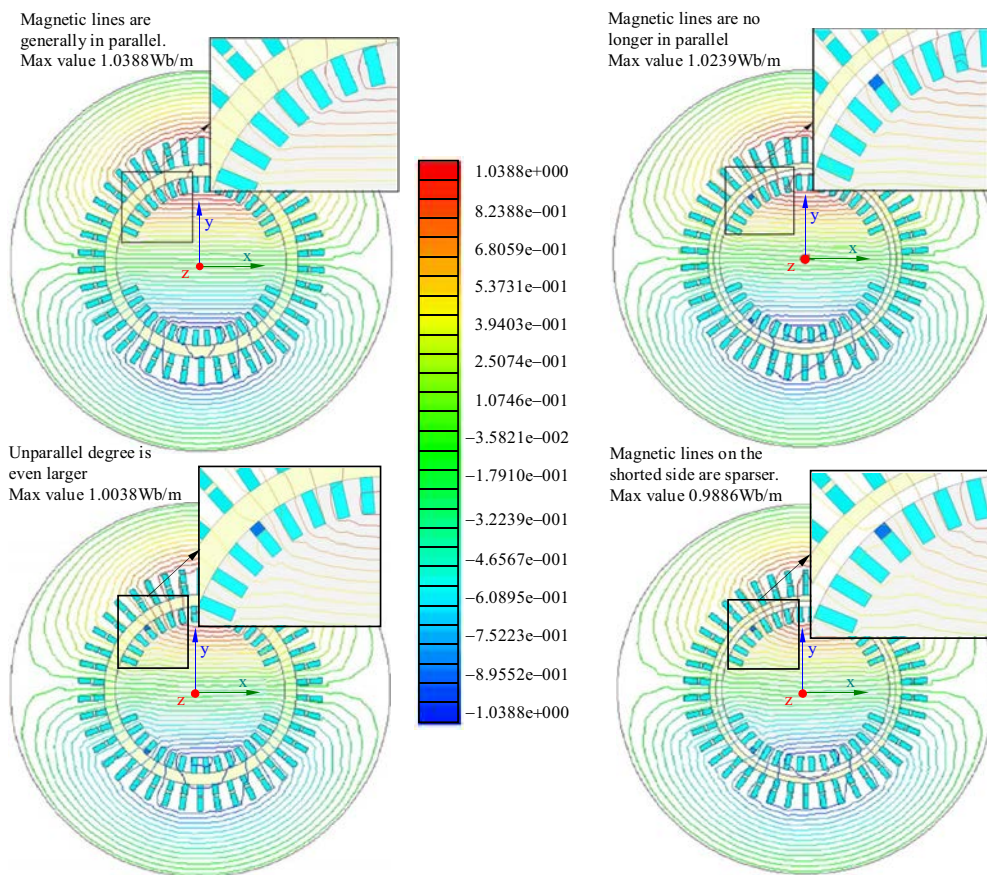 Magnetic lines are
generally in parallel.
Max value 1.0388Wb/m
Magnetic lines are no
longer in parallel
Max value 1.0239Wb/m
y
x
z
y
x
z
1.0388e+000
8.2388e–001
6.8059e–001
5.3731e–001
3.9403e–001
2.5074e–001
1.0746e–001
–3.5821e–002
–1.7910e–001
–3.2239e–001
–4.6567e–001
–6.0895e–001
–7.5223e–001
–8.9552e–001
–1.0388e+000
Unparallel degree is
even larger
Max value 1.0038Wb/m
Magnetic lines on the
shorted side are sparser.
Max value 0.9886Wb/m
y
x
z
y
x
z